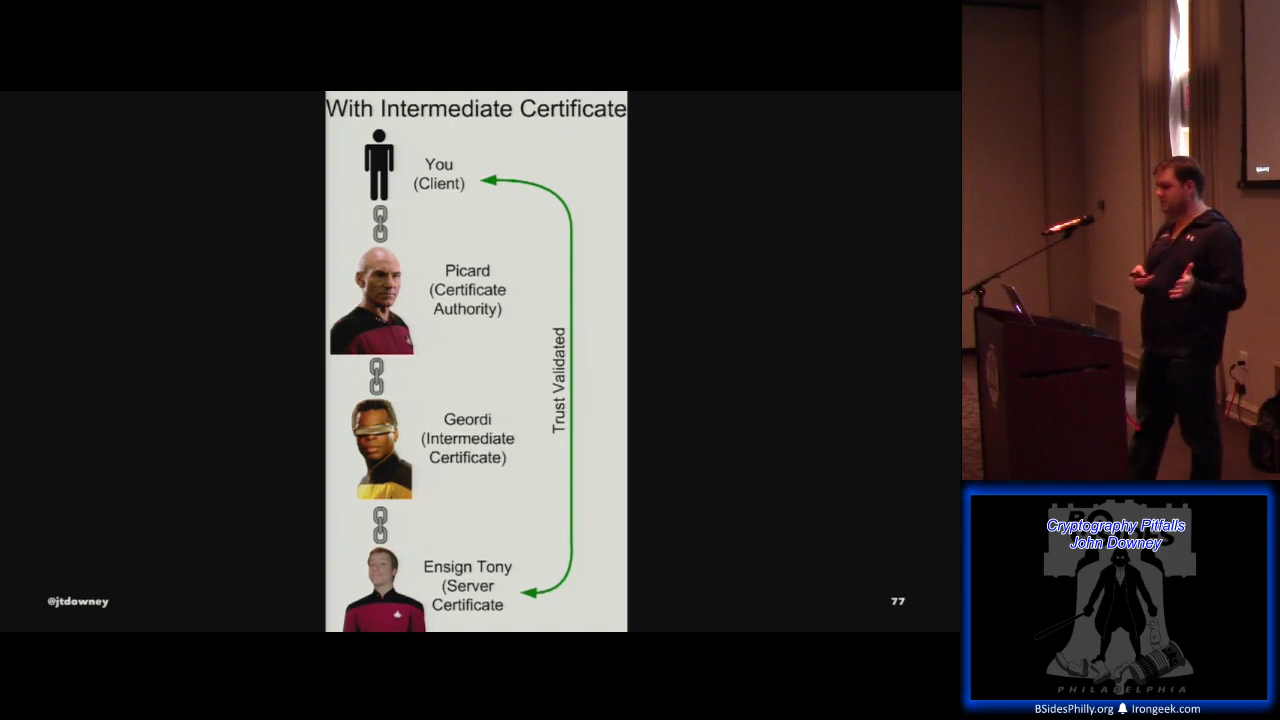 With Intermediate Certificate
You
(Client)
Picard
(Certificate
Authority)
Trust Validated
Geordi
(Intermediate
Certificate)
Ensign Tony
(Server
Certificate
@jtdowney
77
Cryptography Pitfalls
John Downey
PHILADELPHIA
BSidesPhilly.org
Irongeek.com